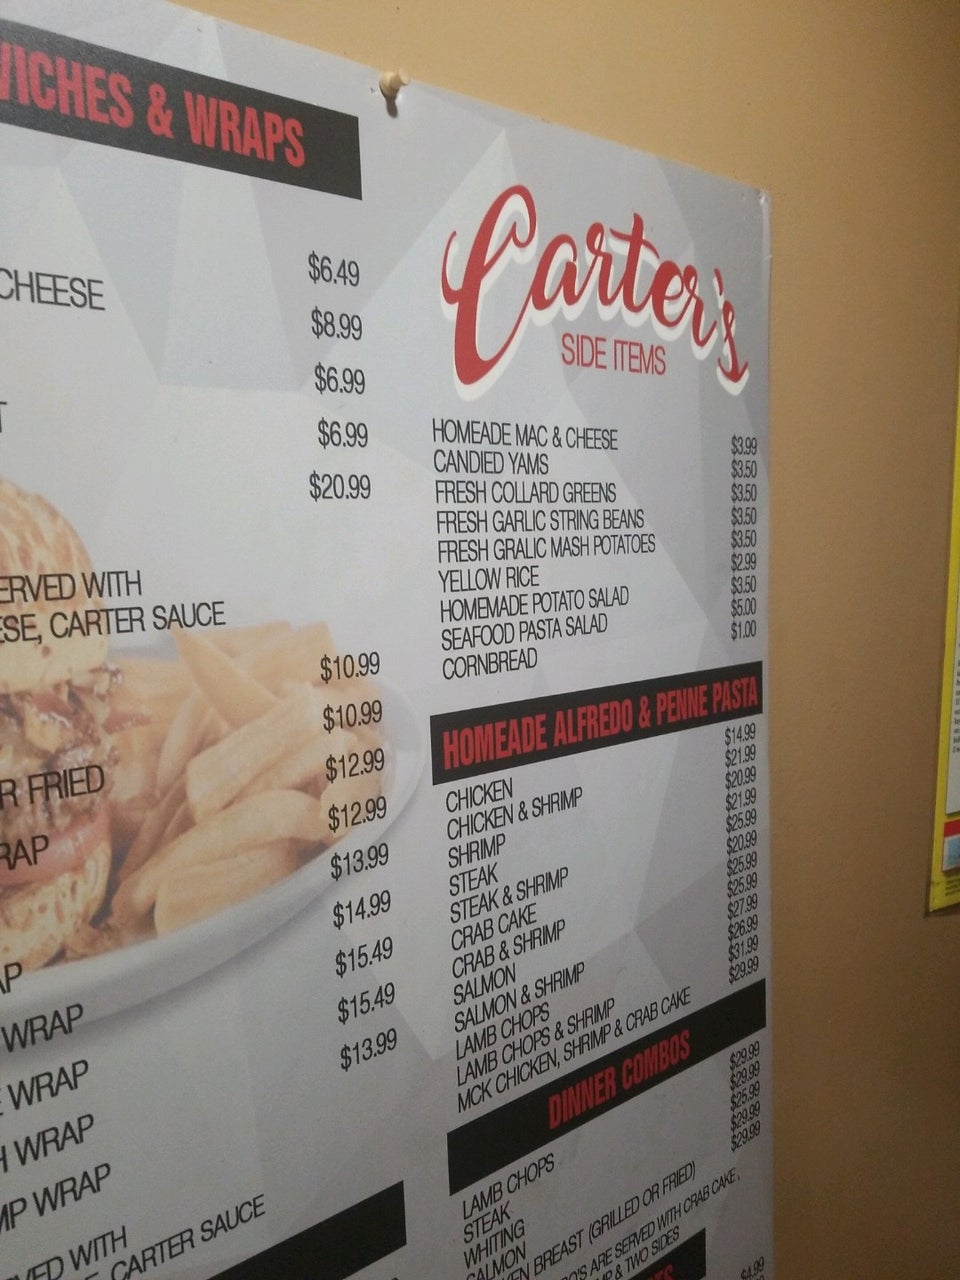 & WRAPS
CHEESE
$6.49
$8.99
$6.99
$6.99
$20.99
WITH
CARTER SAUCE
$10.99
$10.99
$12.99
$12.99
$13.99
$14.99
$15.49
$15.49
$13.99
FRIED
WRAP
WRAP
WRAP
WRAP
WITH
CARTER SAUCE
Carter's
SIDE ITEMS
HOMEADE MAC & CHEESE $3.99
CANDIED YAMS $3.50
FRESH COLLARD GREENS $3.50
FRESH GARLIC STRING BEANS $3.50
FRESH GRALIC MASH POTATOES $3.50
YELLOW RICE $2.99
HOMEMADE POTATO SALAD $3.50
SEAFOOD PASTA SALAD $5.00
CORNBREAD $1.00
HOMEADE ALFREDO & PENNE PASTA
CHICKEN $14.99
CHICKEN & SHRIMP $21.99
SHRIMP $20.99
STEAK $21.99
STEAK & SHRIMP $25.99
CRAB CAKE $20.99
CRAB & SHRIMP $25.99
SALMON $25.99
SALMON & SHRIMP $27.99
LAMB CHOPS $26.99
LAMB CHOPS & SHRIMP $31.99
MCK CHICKEN, SHRIMP & CRAB CAKE $29.99
DINNER COMBOS
LAMB CHOPS $29.99
STEAK $29.99
WHITING $25.99
SALMON $29.99
BREAST (GRILLED OR FRIED) $29.99
ARE SERVED WITH CRAB CAKE,
& TWO SIDES
$4.99